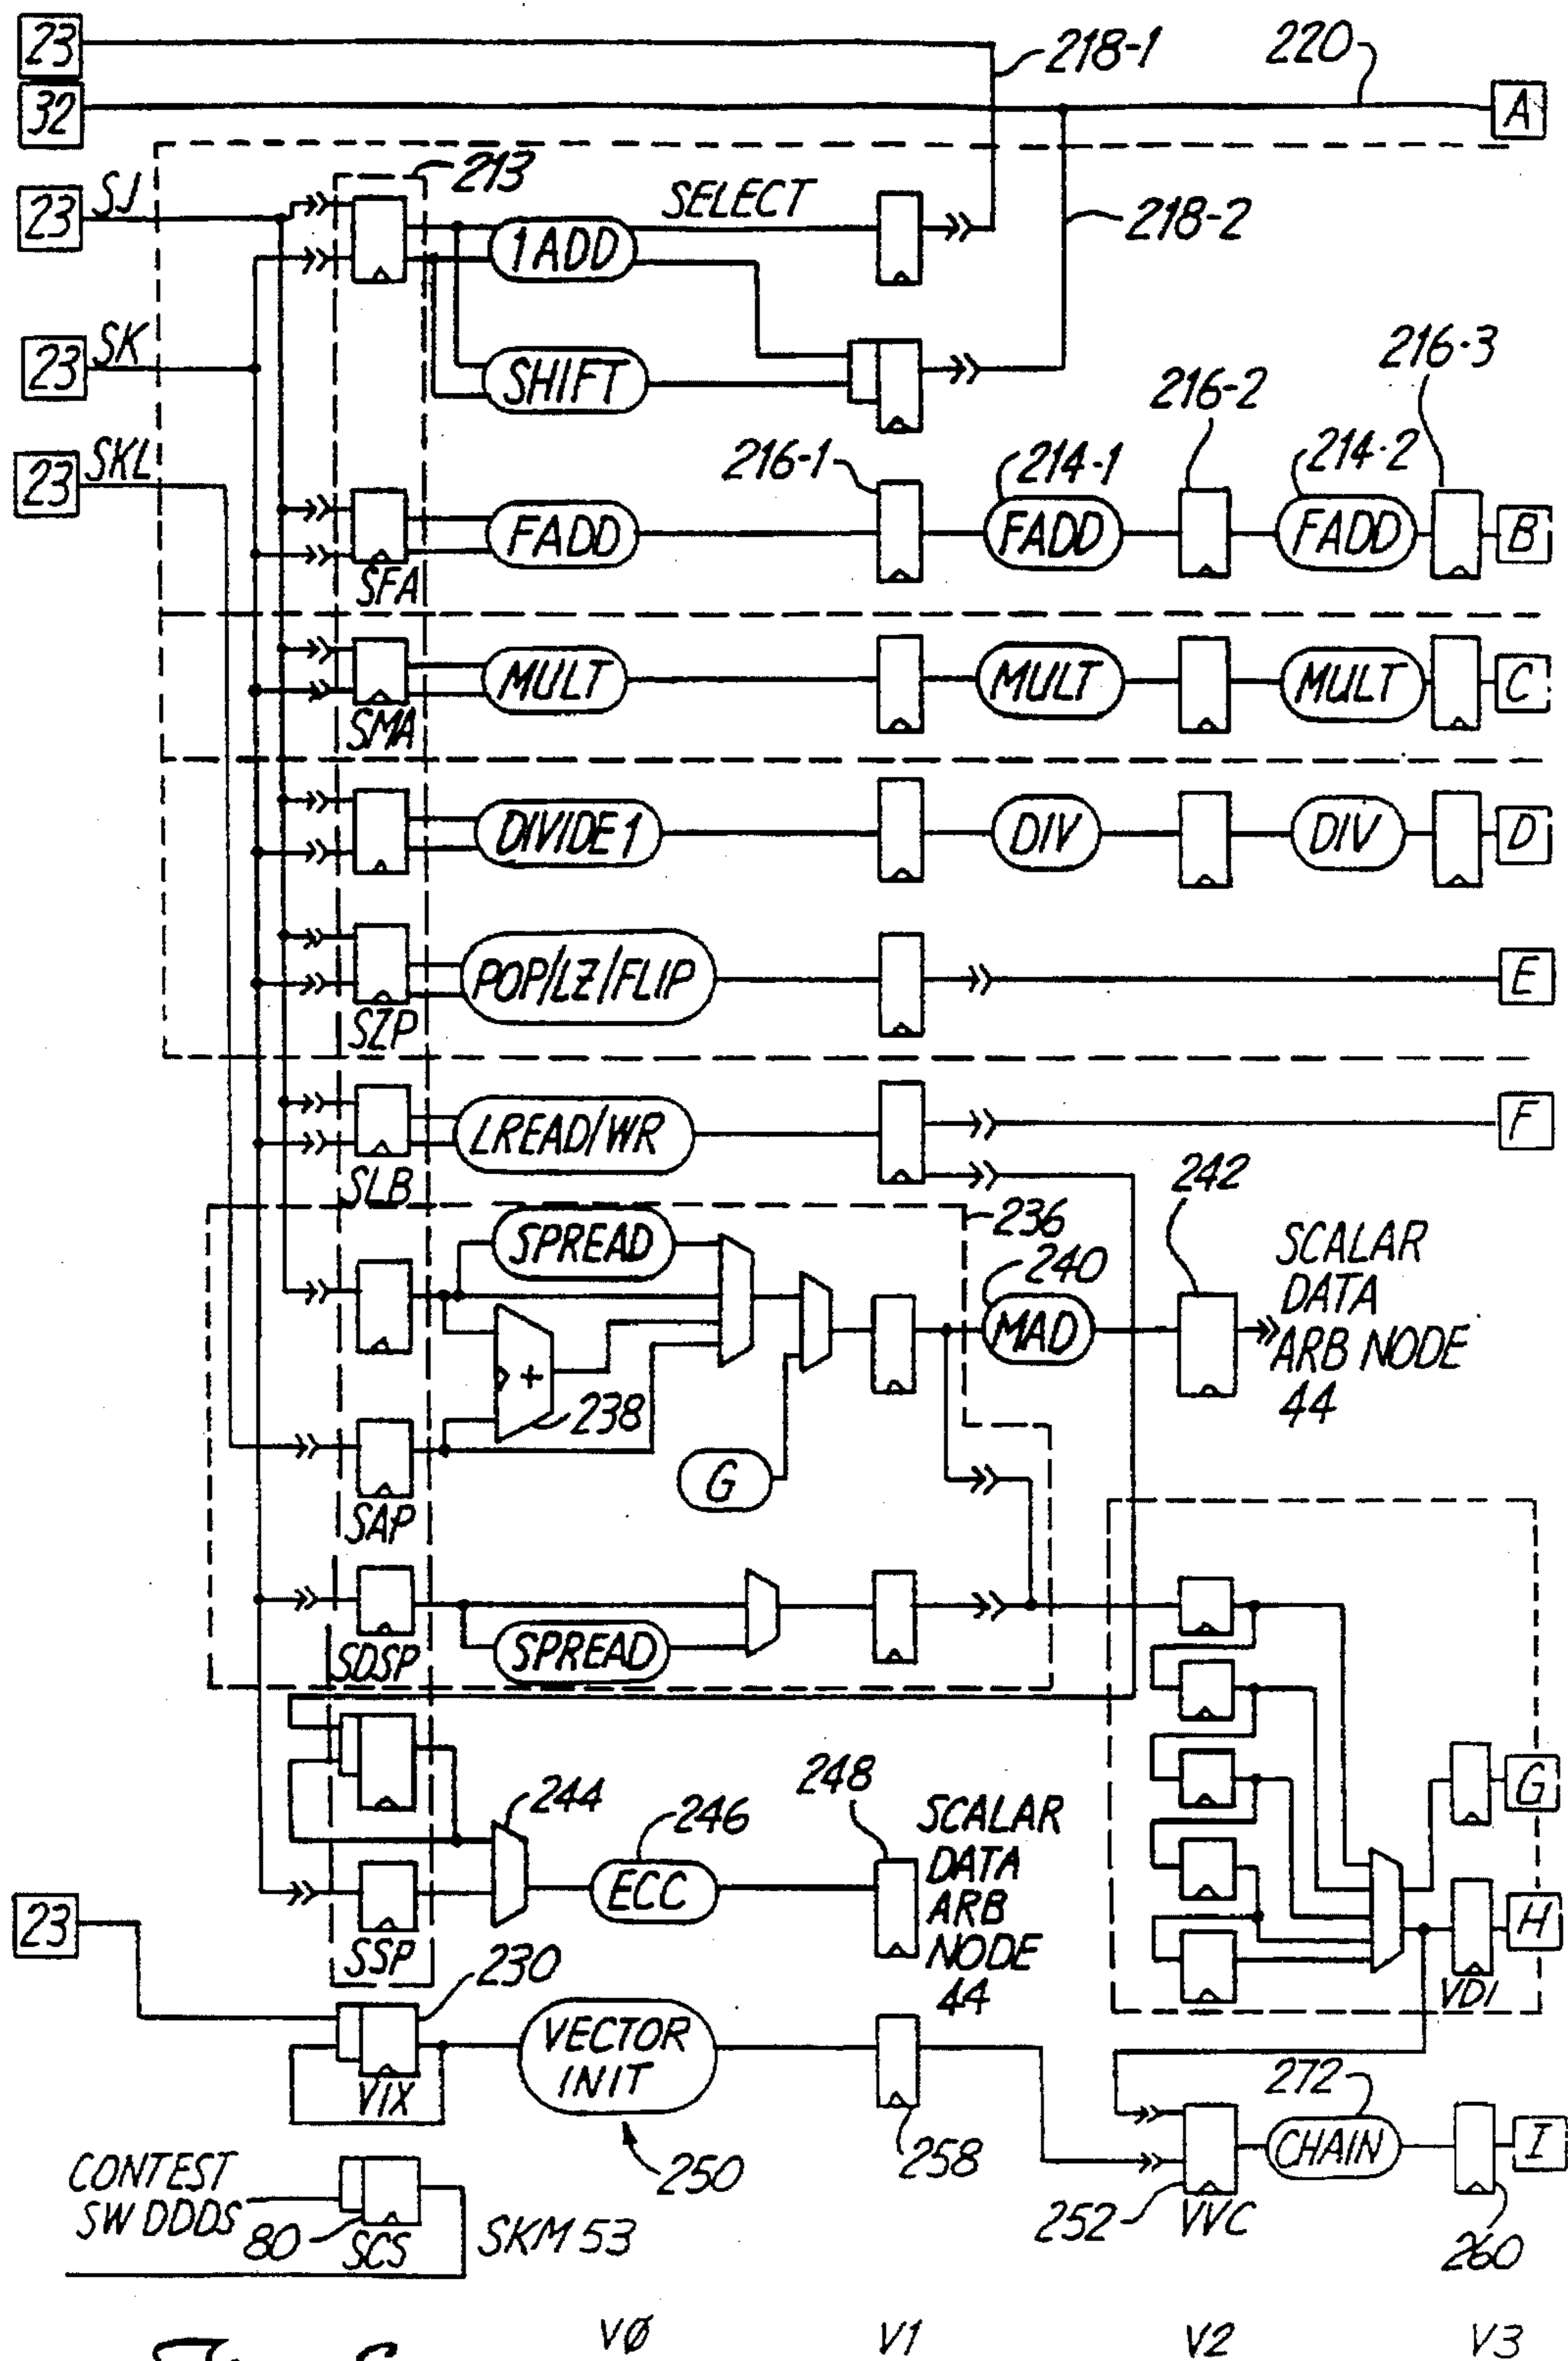 23
218-1
220
32
A
213
SJ
SELECT
23
1ADD
218-2
SK
23
SHIFT
216-3
216-2
SKL
23
216-1
214-1
214-2
FADD
FADD
FADD
B
SFA
MULT
MULT
MULT
C
SMA
DIVIDE 1
DIV
DIV
D
POP/LZ/FLIP
E
SZP
LREAD/WR
F
SLB
242
236
SPREAD
240
SCALAR
DATA
ARB NODE
44
MAD
+
238
G
SAP
SPREAD
SDSP
244
246
248
SCALAR
DATA
ARB
NODE
44
G
ECC
23
H
SSP
230
VDI
VECTOR
INIT
VIX
272
258
CHAIN
I
250
CONTEST
SW DDDS
80
SCS
SKM 53
252
VVC
260
VØ
V1
V2
V3